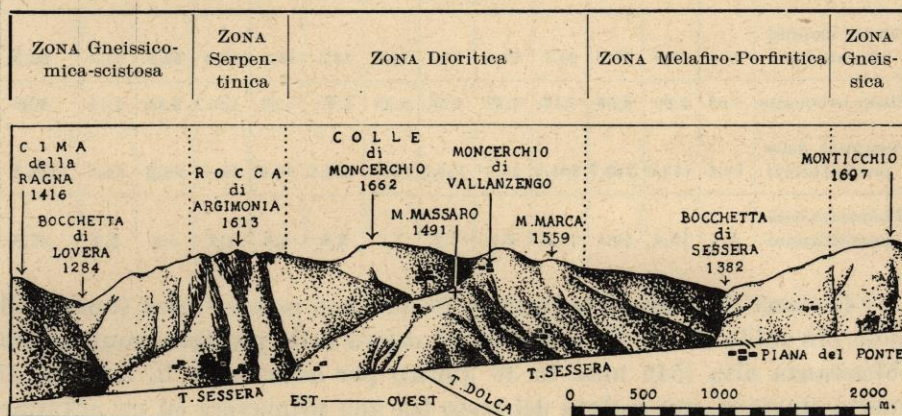 ZONA Gneissico-
mica-scistosa
ZONA
Serpen-
tinica
ZONA Dioritica
ZONA Melafiro-Porfiritica
ZONA
Gneis-
sica
CIMA
della
RAGNA
1416
BOCCHETTA
di
LOVERA
1284
ROCCA
di
ARGIMONIA
1613
COLLE
di
MONCERCHIO
1662
M. MASSARO
1491
MONCERCHIO
di
VALLANZENGO
M. MARCA
1559
BOCCHETTA
di
SESSERA
1382
MONTICCHIO
1697
PIANA del PONTE
T. SESSERA
EST — OVEST
T. DOLCA
T. SESSERA
0 1000 2000
m.